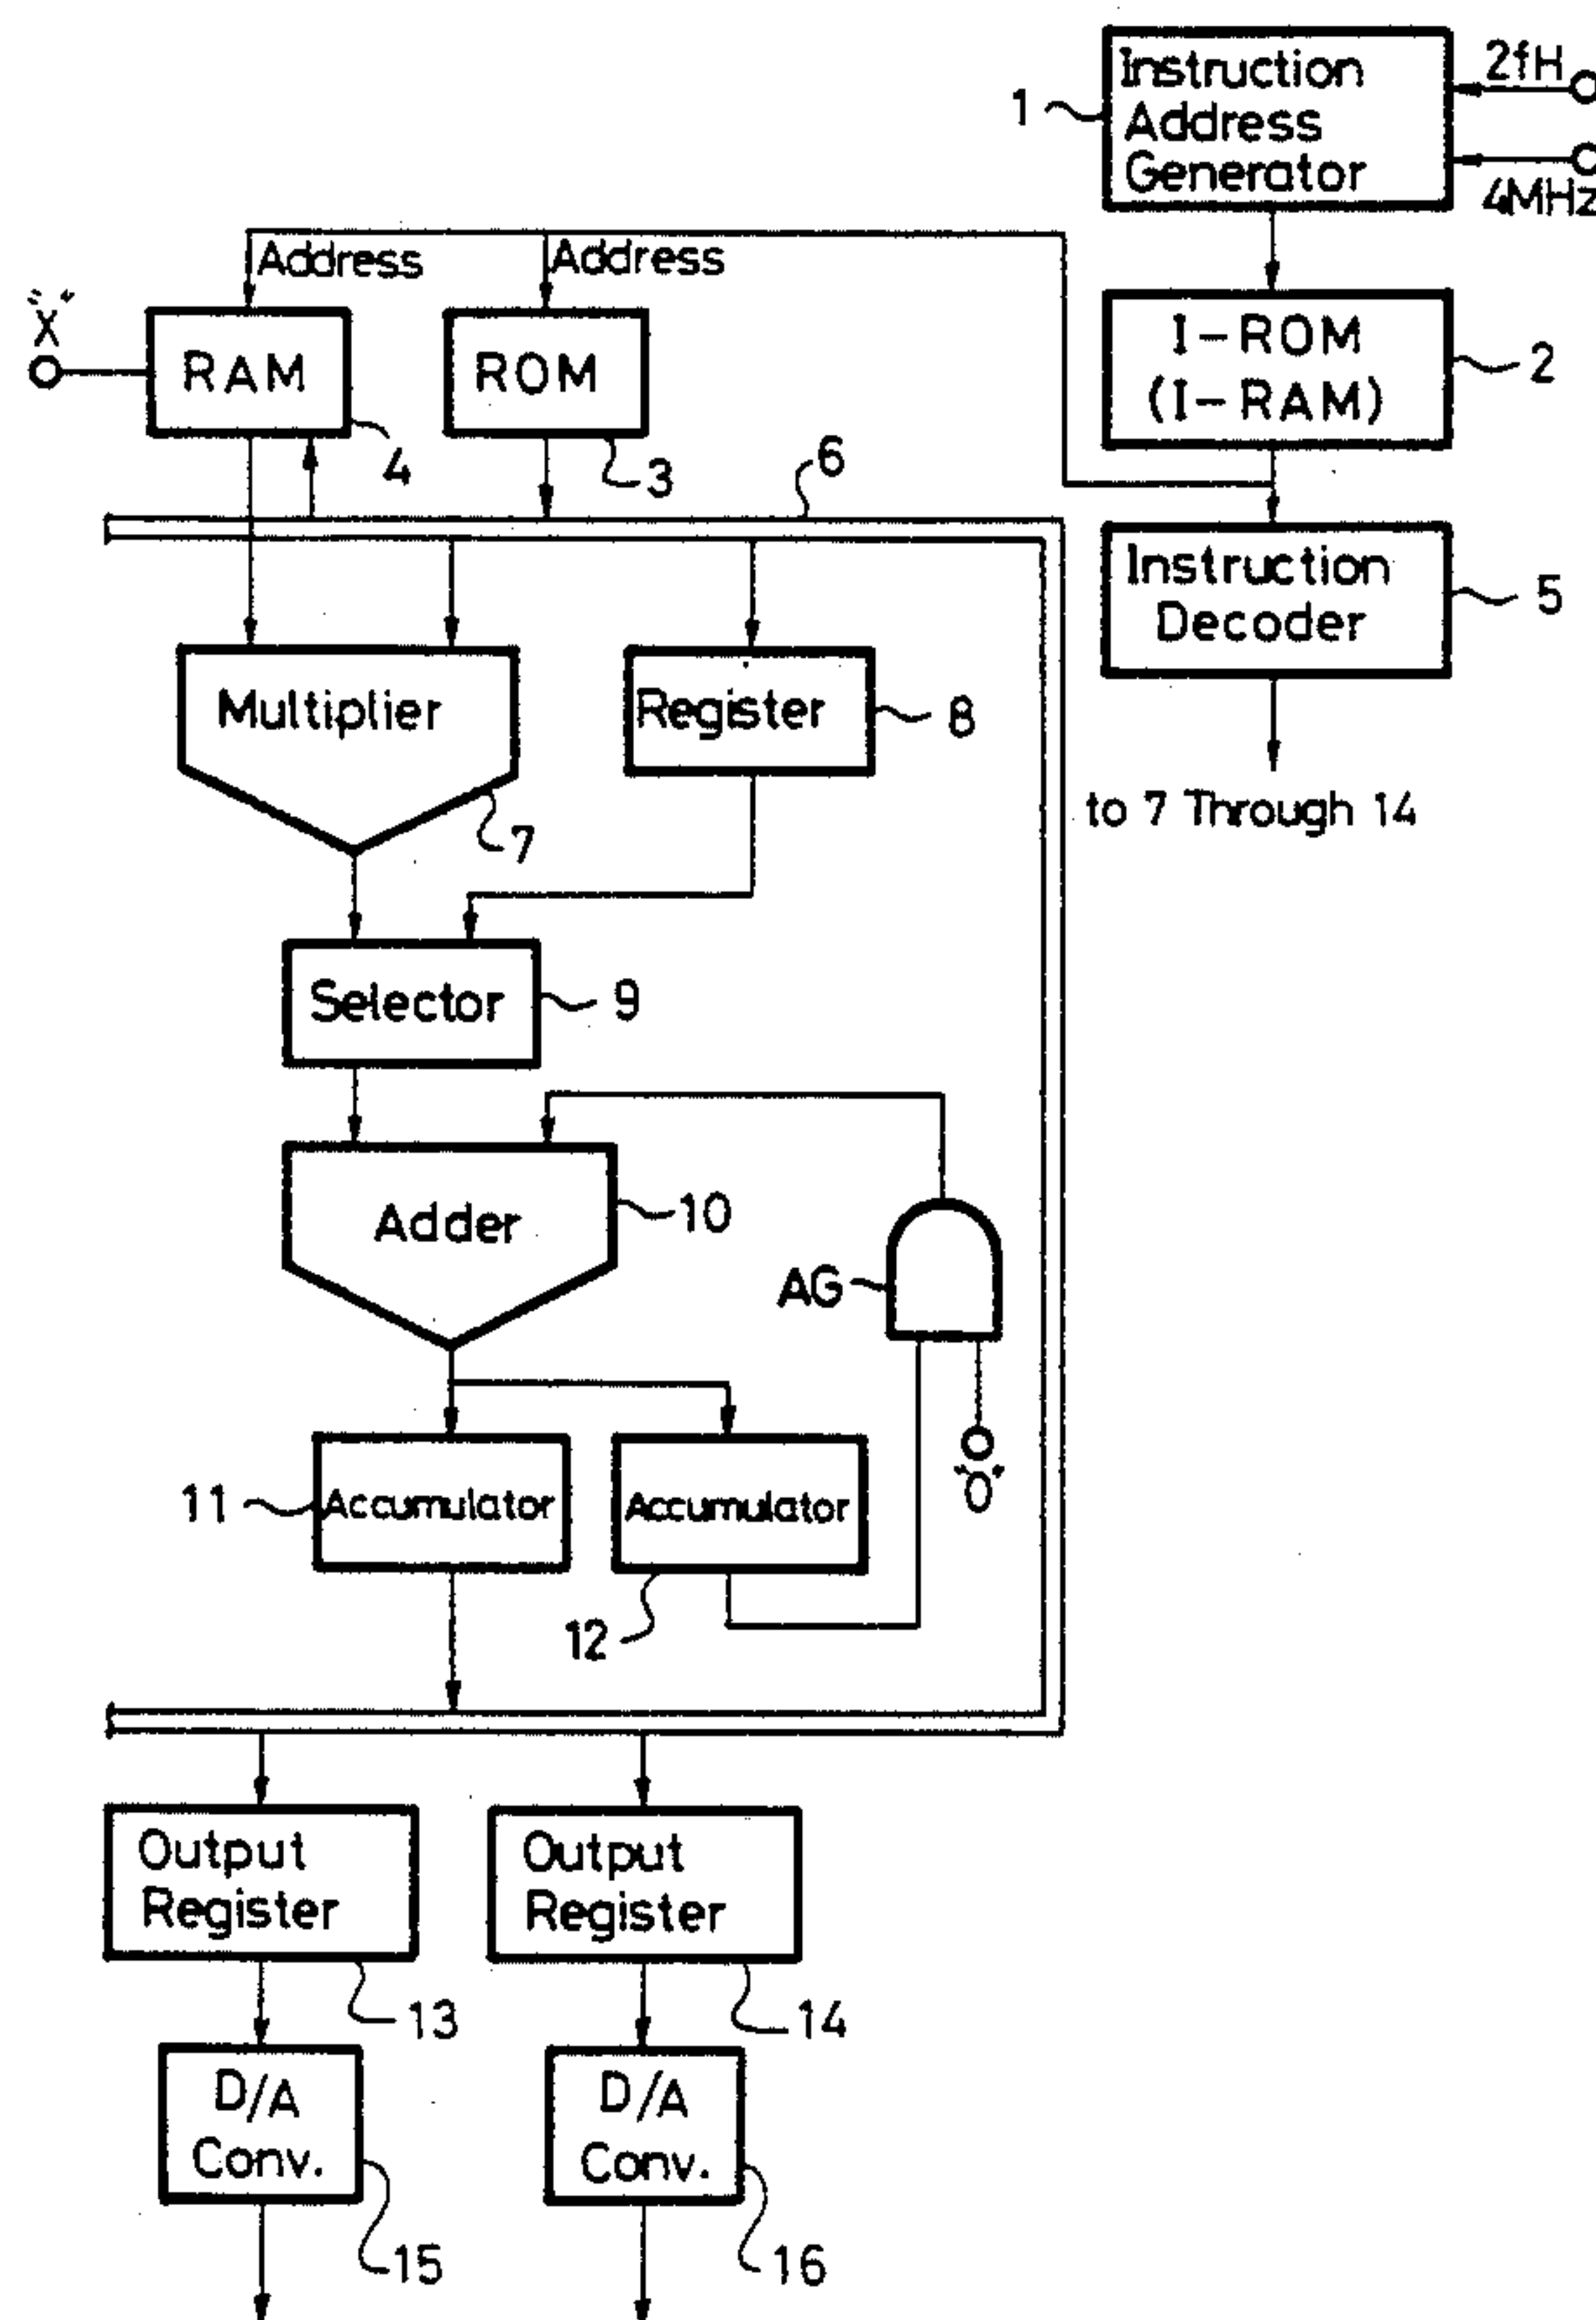 Instruction
Address
Generator
1
2fH
4MHz
Address
Address
"X"
RAM
ROM
I-ROM
(I-RAM)
2
4
3
6
Instruction
Decoder
5
Multiplier
Register
8
7
to 7 Through 14
Selector
9
Adder
10
AG
"0"
11
Accumulator
Accumulator
12
Output
Register
Output
Register
13
14
D/A
Conv.
D/A
Conv.
15
16